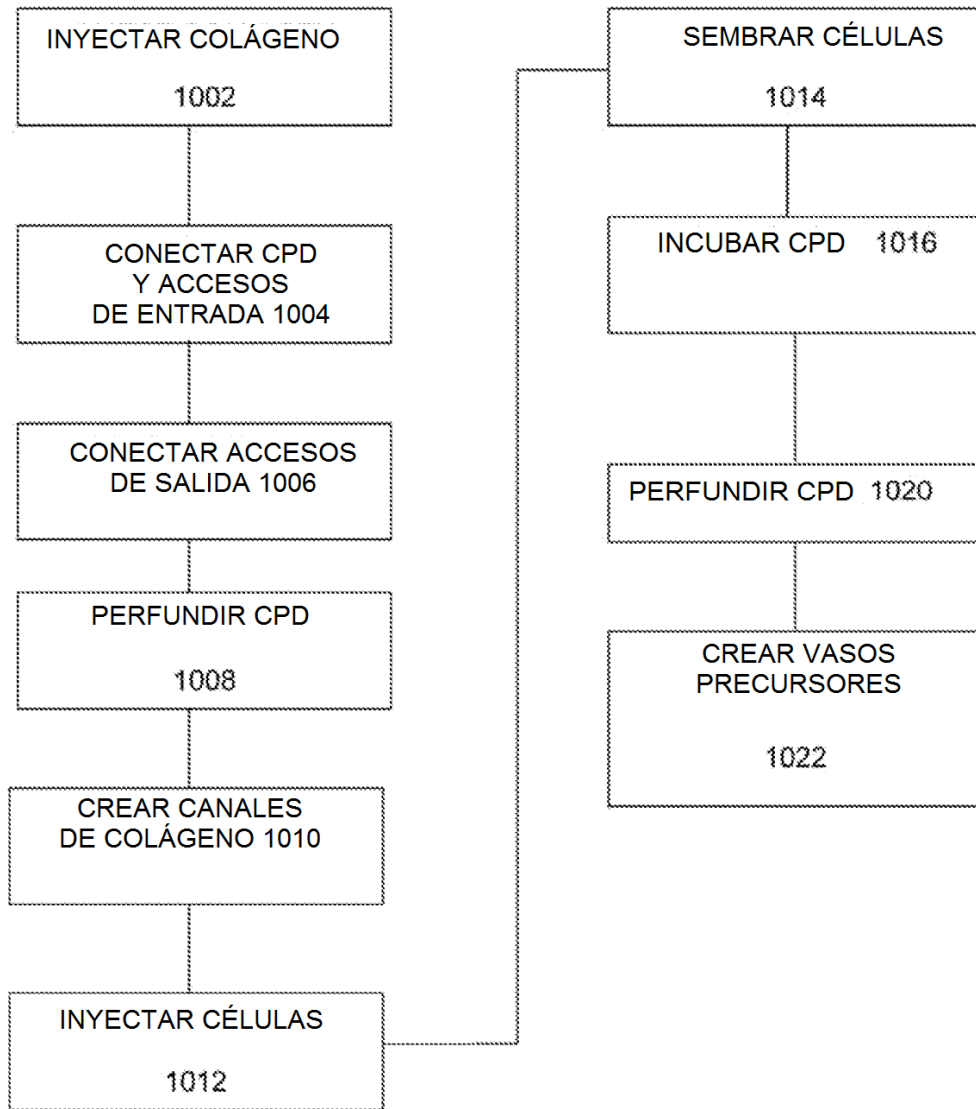 INYECTAR COLÁGENO
1002
CONECTAR CPD
Y ACCESOS
DE ENTRADA 1004
CONECTAR ACCESOS
DE SALIDA 1006
PERFUNDIR CPD
1008
CREAR CANALES
DE COLÁGENO 1010
INYECTAR CÉLULAS
1012
SEMBRAR CÉLULAS
1014
INCUBAR CPD 1016
PERFUNDIR CPD 1020
CREAR VASOS
PRECURSORES
1022